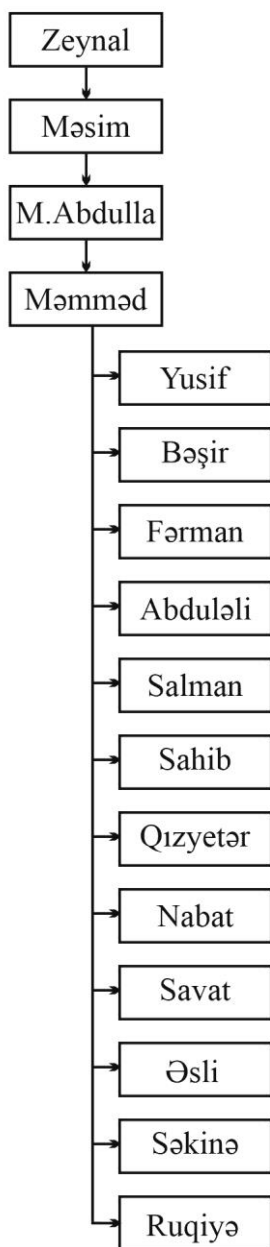 Zeynal
Məsim
M.Abdulla
Məmməd
Yusif
Bəşir
Fərman
Abduləli
Salman
Sahib
Qızyetər
Nabat
Savat
Əsli
Səkinə
Ruqiyə